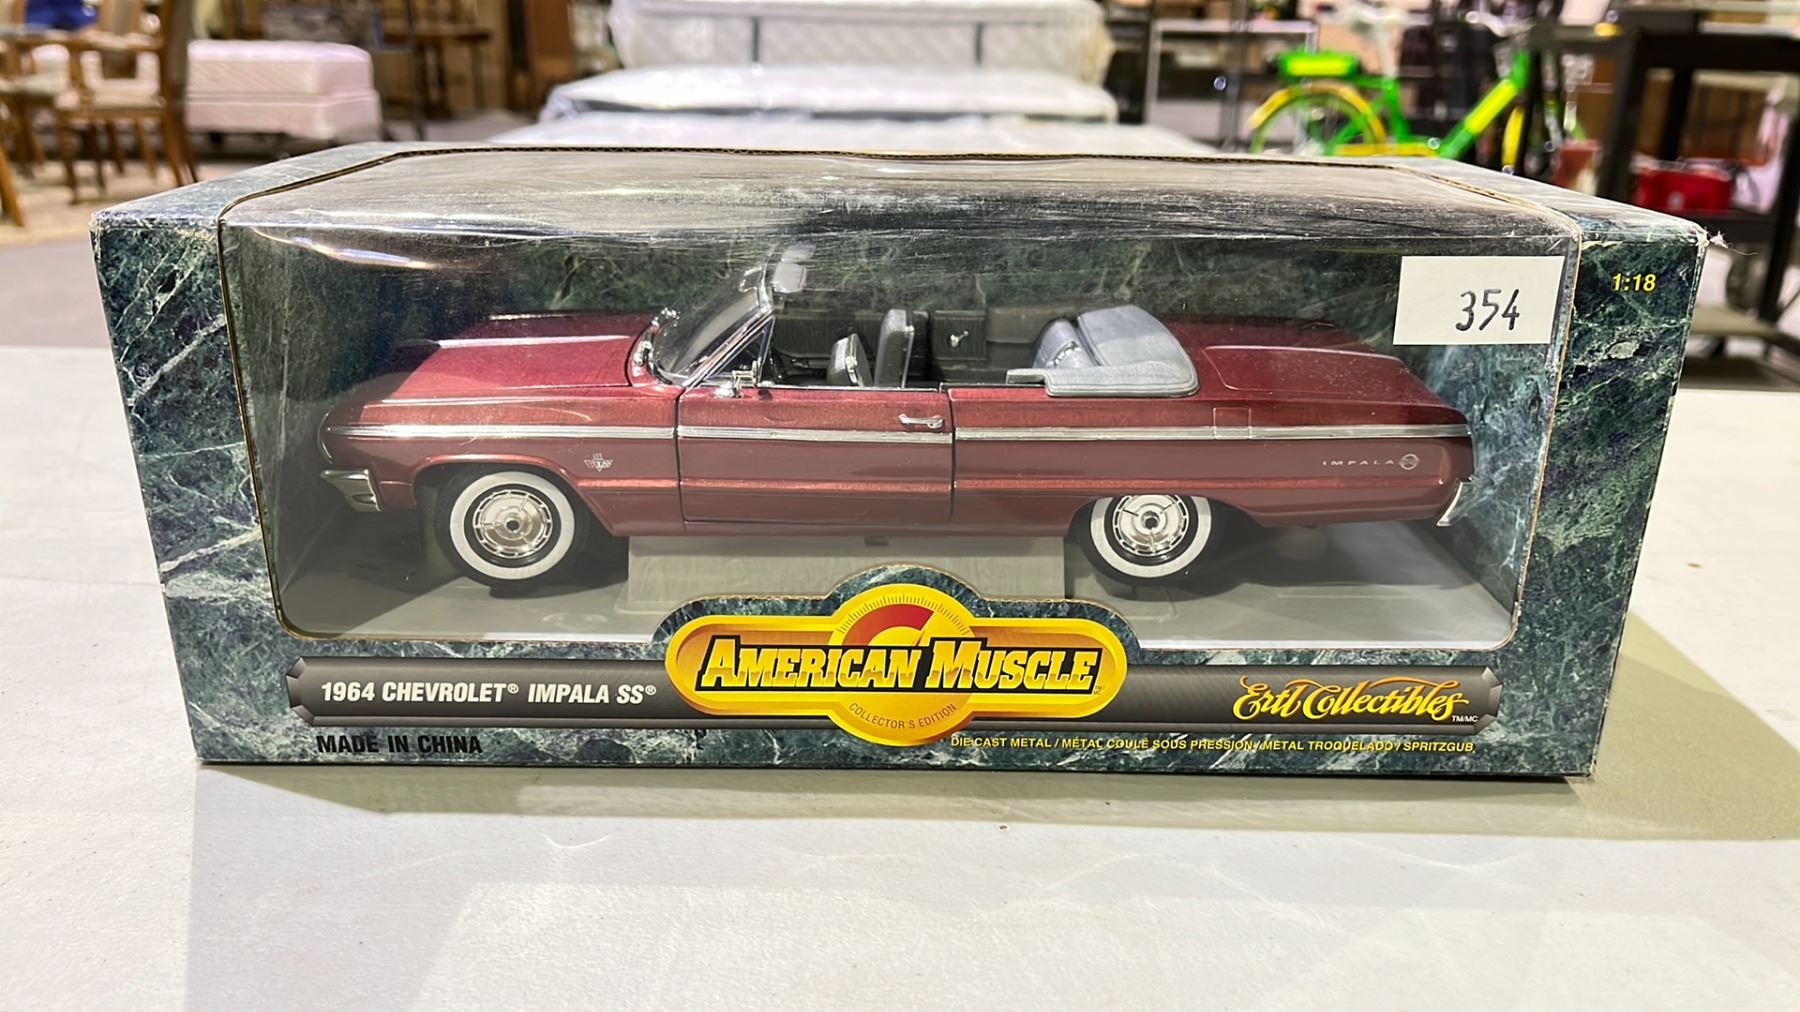 354
1:18
IMPALA
AMERICAN MUSCLE
COLLECTOR'S EDITION
1964 CHEVROLET® IMPALA SS®
Ertl Collectibles
TM/MC
MADE IN CHINA
DIE CAST METAL / MÉTAL COULÉ SOUS PRESSION / METAL TROQUELADO / SPRITZGUB